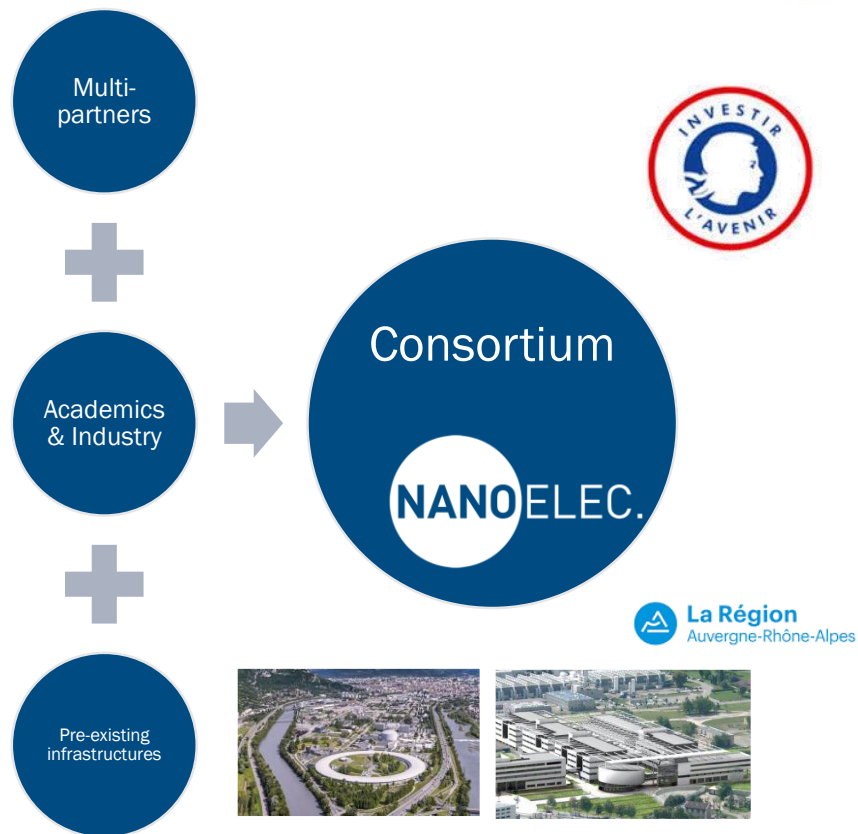 Multi-
partners
INVESTIR
L'AVENIR
Consortium
Academics
& Industry
NANOELEC.
La Région
Auvergne-Rhône-Alpes
Pre-existing
infrastructures